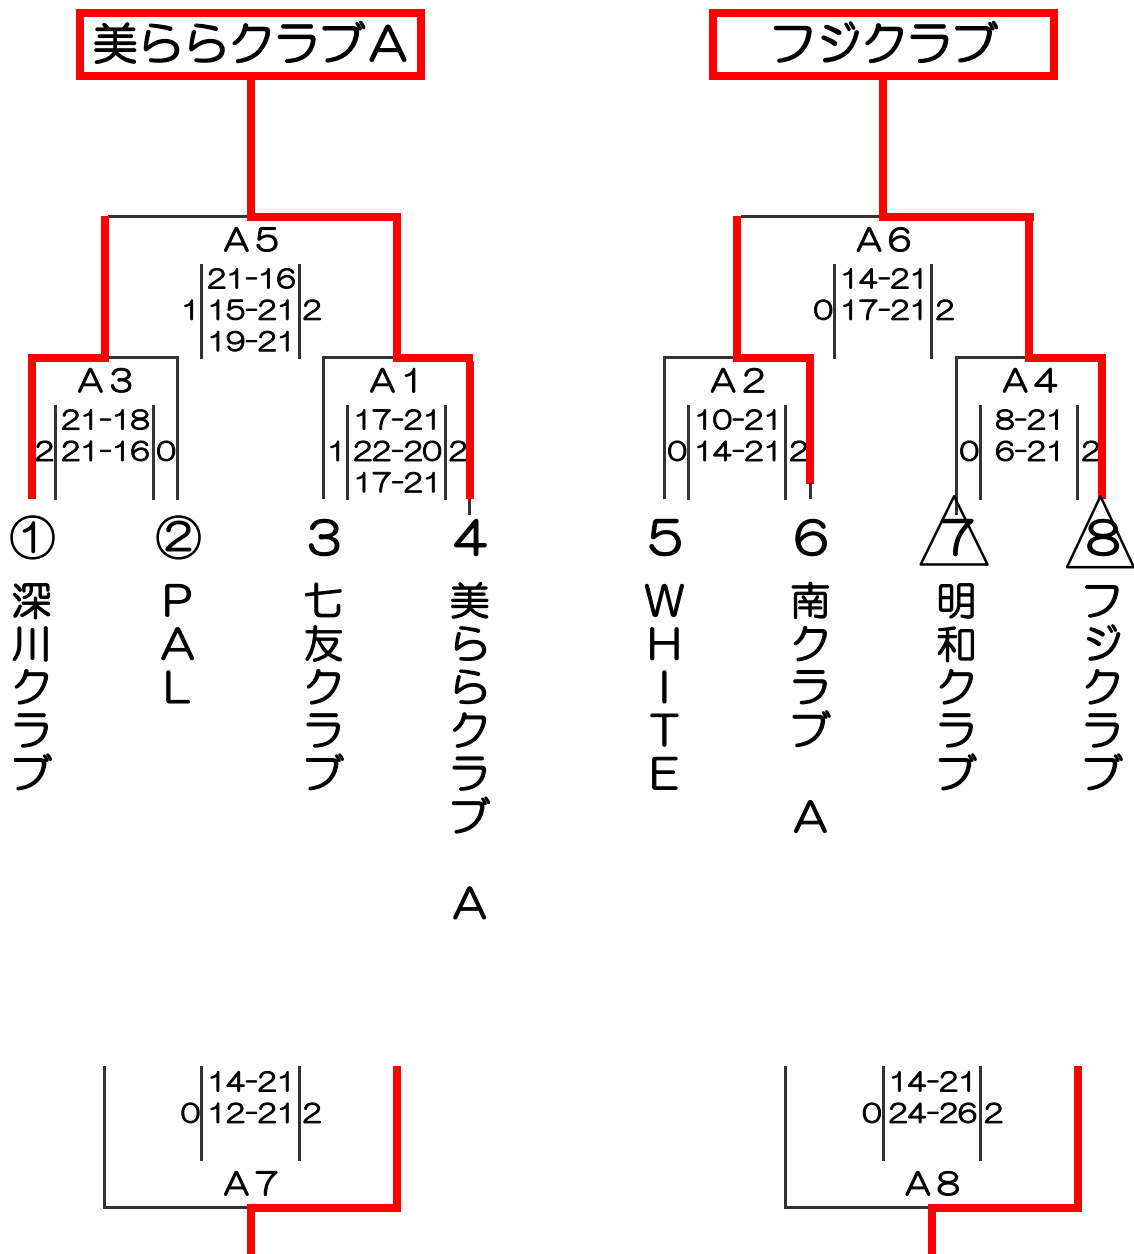 美ららクラブA
フジクラブ
A5
21-16
1 15-21 2
19-21
A6
14-21
0 17-21 2
A3
21-18
2 21-16 0
A1
17-21
1 22-20 2
17-21
A2
10-21
0 14-21 2
A4
8-21
0 6-21 2
① 深川クラブ
② PAL
3 七友クラブ
4 美ららクラブ A
5 WHITE
6 南クラブ A
7 明和クラブ
8 フジクラブ
14-21
0 12-21 2
A7
14-21
0 24-26 2
A8